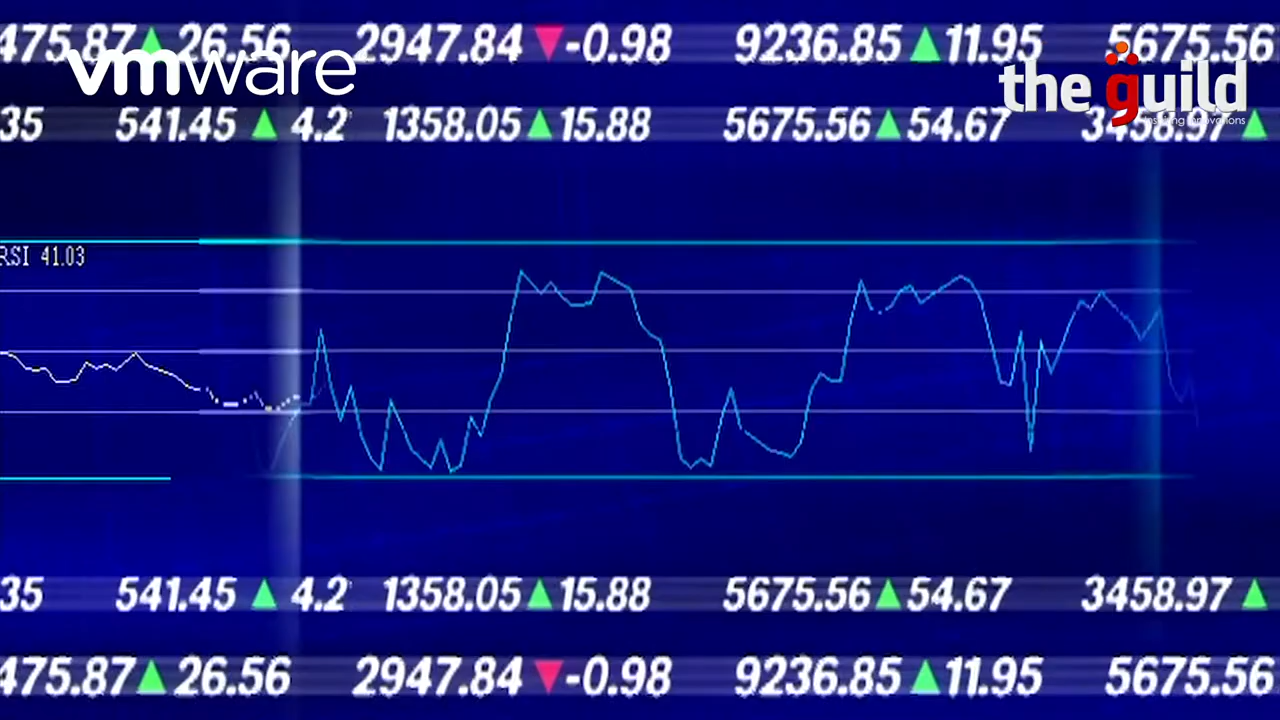 475.87 ▲ 26.56 2947.84 ▼ -0.98 9236.85 ▲ 11.95 5675.56
vmware
the guild
inspiring innovations
35 541.45 ▲ 4.2 1358.05 ▲ 15.88 5675.56 ▲ 54.67 3458.97 ▲
RSI 41.03
35 541.45 ▲ 4.2 1358.05 ▲ 15.88 5675.56 ▲ 54.67 3458.97 ▲
475.87 ▲ 26.56 2947.84 ▼ -0.98 9236.85 ▲ 11.95 5675.56